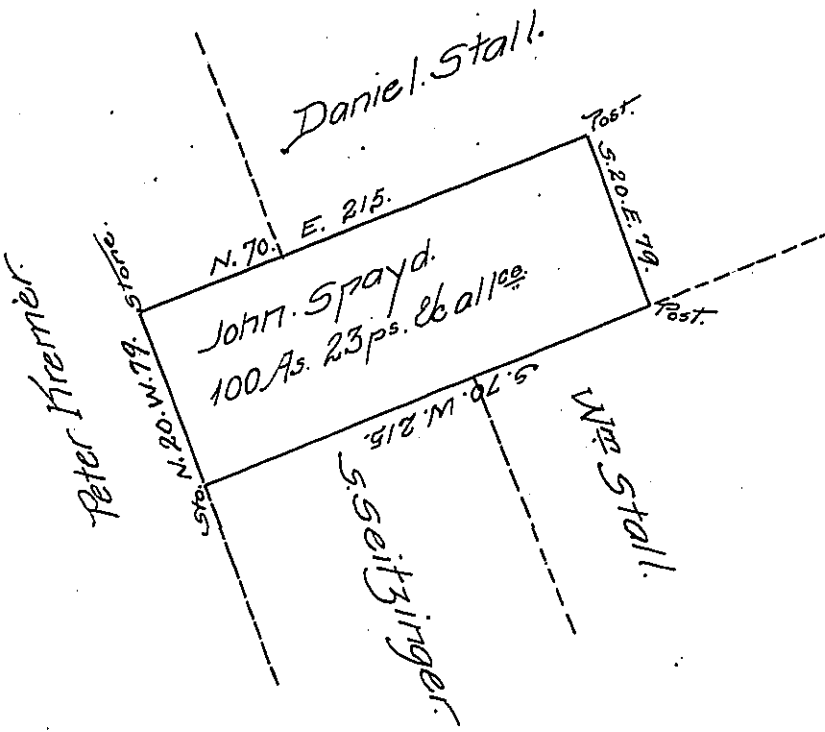 Daniel. Stall.
Post.
N. 70. E. 215.
S. 20. E. 79.
Stone.
Peter Kremer.
N. 20. W. 79.
John. Spayd.
100 As. 23 ps. & allce.
Post.
S. 70. W. 215.
Wm Stall.
S. Seitzinger.